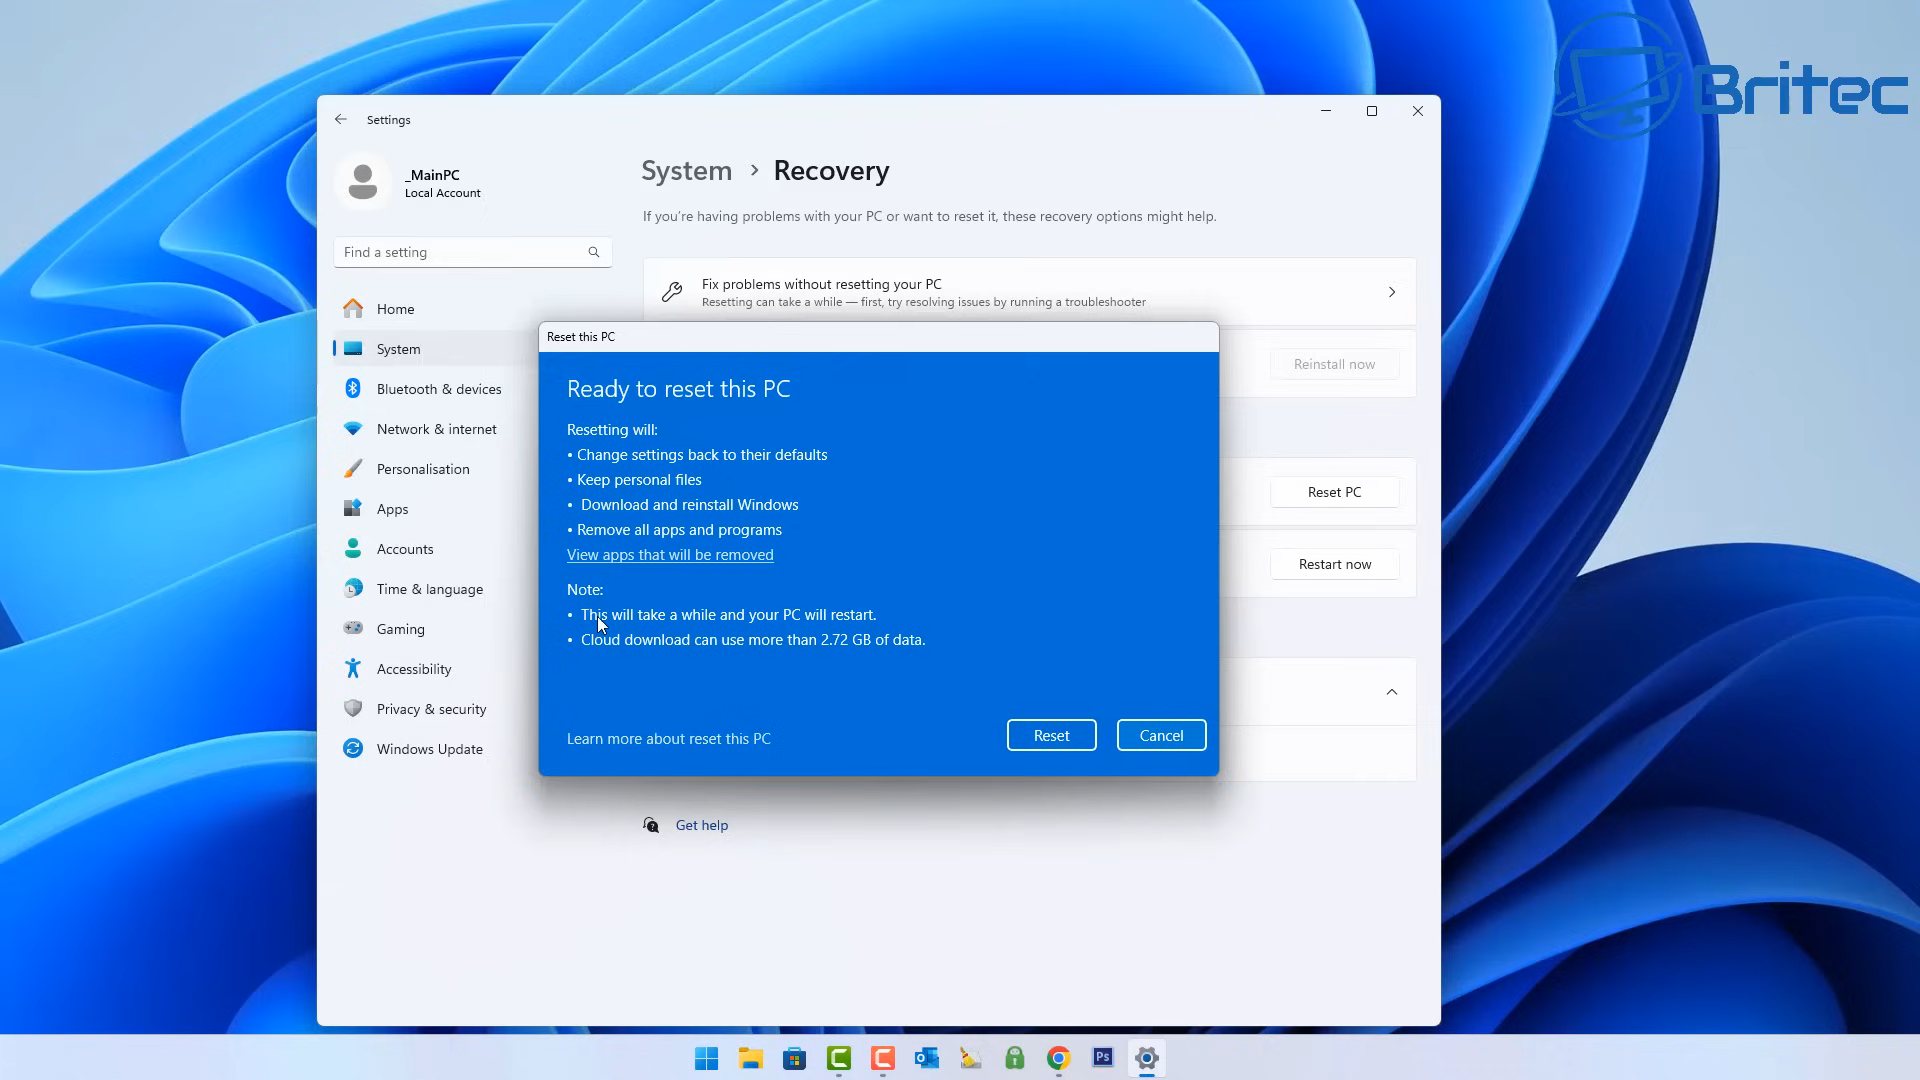 Britec
Settings
_MainPC
Local Account
Find a setting
Home
System
Bluetooth & devices
Network & internet
Personalisation
Apps
Accounts
Time & language
Gaming
Accessibility
Privacy & security
Windows Update
System > Recovery
If you're having problems with your PC or want to reset it, these recovery options might help.
Fix problems without resetting your PC
Resetting can take a while — first, try resolving issues by running a troubleshooter
Reinstall now
Reset PC
Restart now
Reset this PC
Ready to reset this PC
Resetting will:
• Change settings back to their defaults
• Keep personal files
• Download and reinstall Windows
• Remove all apps and programs
View apps that will be removed
Note:
• This will take a while and your PC will restart.
• Cloud download can use more than 2.72 GB of data.
Learn more about reset this PC
Reset
Cancel
Get help
Ps